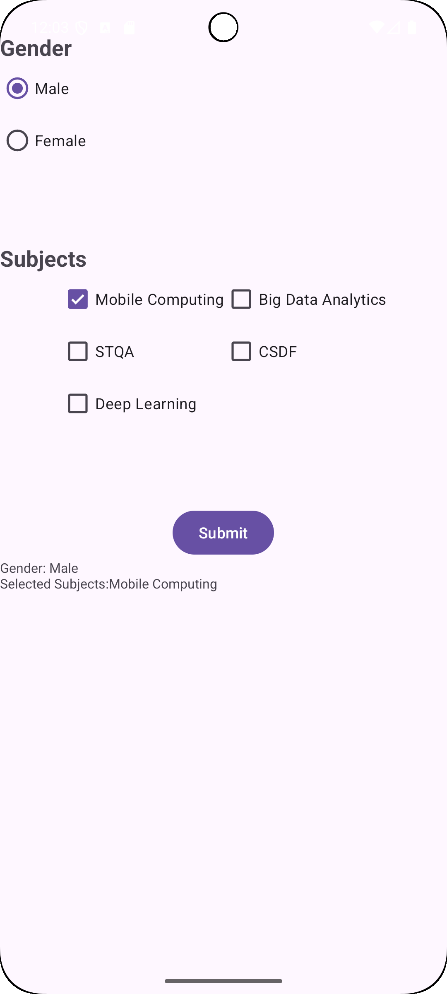 Gender
Male
Female
Subjects
Mobile Computing Big Data Analytics
STQA CSDF
Deep Learning
Submit
Gender: Male
Selected Subjects:Mobile Computing